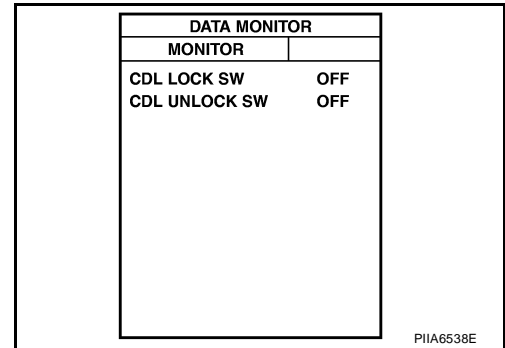 DATA MONITOR
MONITOR
CDL LOCK SW OFF
CDL UNLOCK SW OFF
PIIA6538E